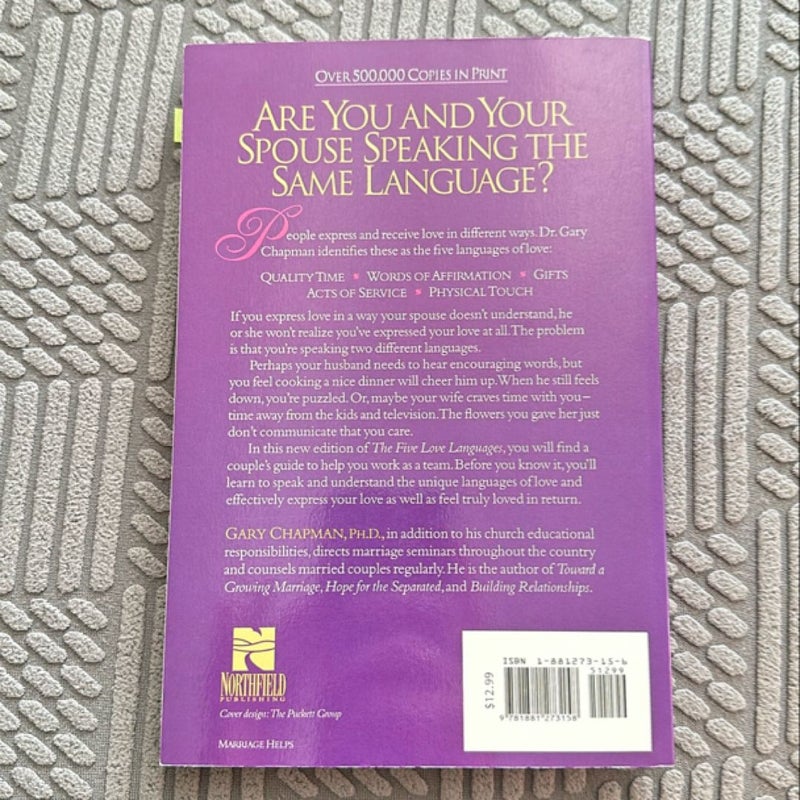 OVER 500,000 COPIES IN PRINT
ARE YOU AND YOUR
SPOUSE SPEAKING THE
SAME LANGUAGE?
People express and receive love in different ways. Dr. Gary
Chapman identifies these as the five languages of love:
QUALITY TIME * WORDS OF AFFIRMATION * GIFTS
ACTS OF SERVICE * PHYSICAL TOUCH
If you express love in a way your spouse doesn't understand, he
or she won't realize you've expressed your love at all. The problem
is that you're speaking two different languages.
Perhaps your husband needs to hear encouraging words, but
you feel cooking a nice dinner will cheer him up. When he still feels
down, you're puzzled. Or, maybe your wife craves time with you–
time away from the kids and television. The flowers you gave her just
don't communicate that you care.
In this new edition of The Five Love Languages, you will find a
couple's guide to help you work as a team. Before you know it, you'll
learn to speak and understand the unique languages of love and
effectively express your love as well as feel truly loved in return.
GARY CHAPMAN, PH.D., in addition to his church educational
responsibilities, directs marriage seminars throughout the country
and counsels married couples regularly. He is the author of Toward a
Growing Marriage, Hope for the Separated, and Building Relationships.
NORTHFIELD
PUBLISHING
Cover design: The Puckett Group
MARRIAGE HELPS
ISBN 1-881273-15-6
51299
$12.99
9781881273158